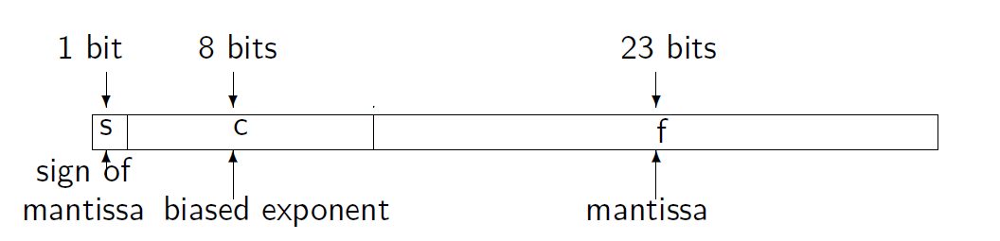 1 bit 8 bits 23 bits
s c f
sign of
mantissa biased exponent mantissa